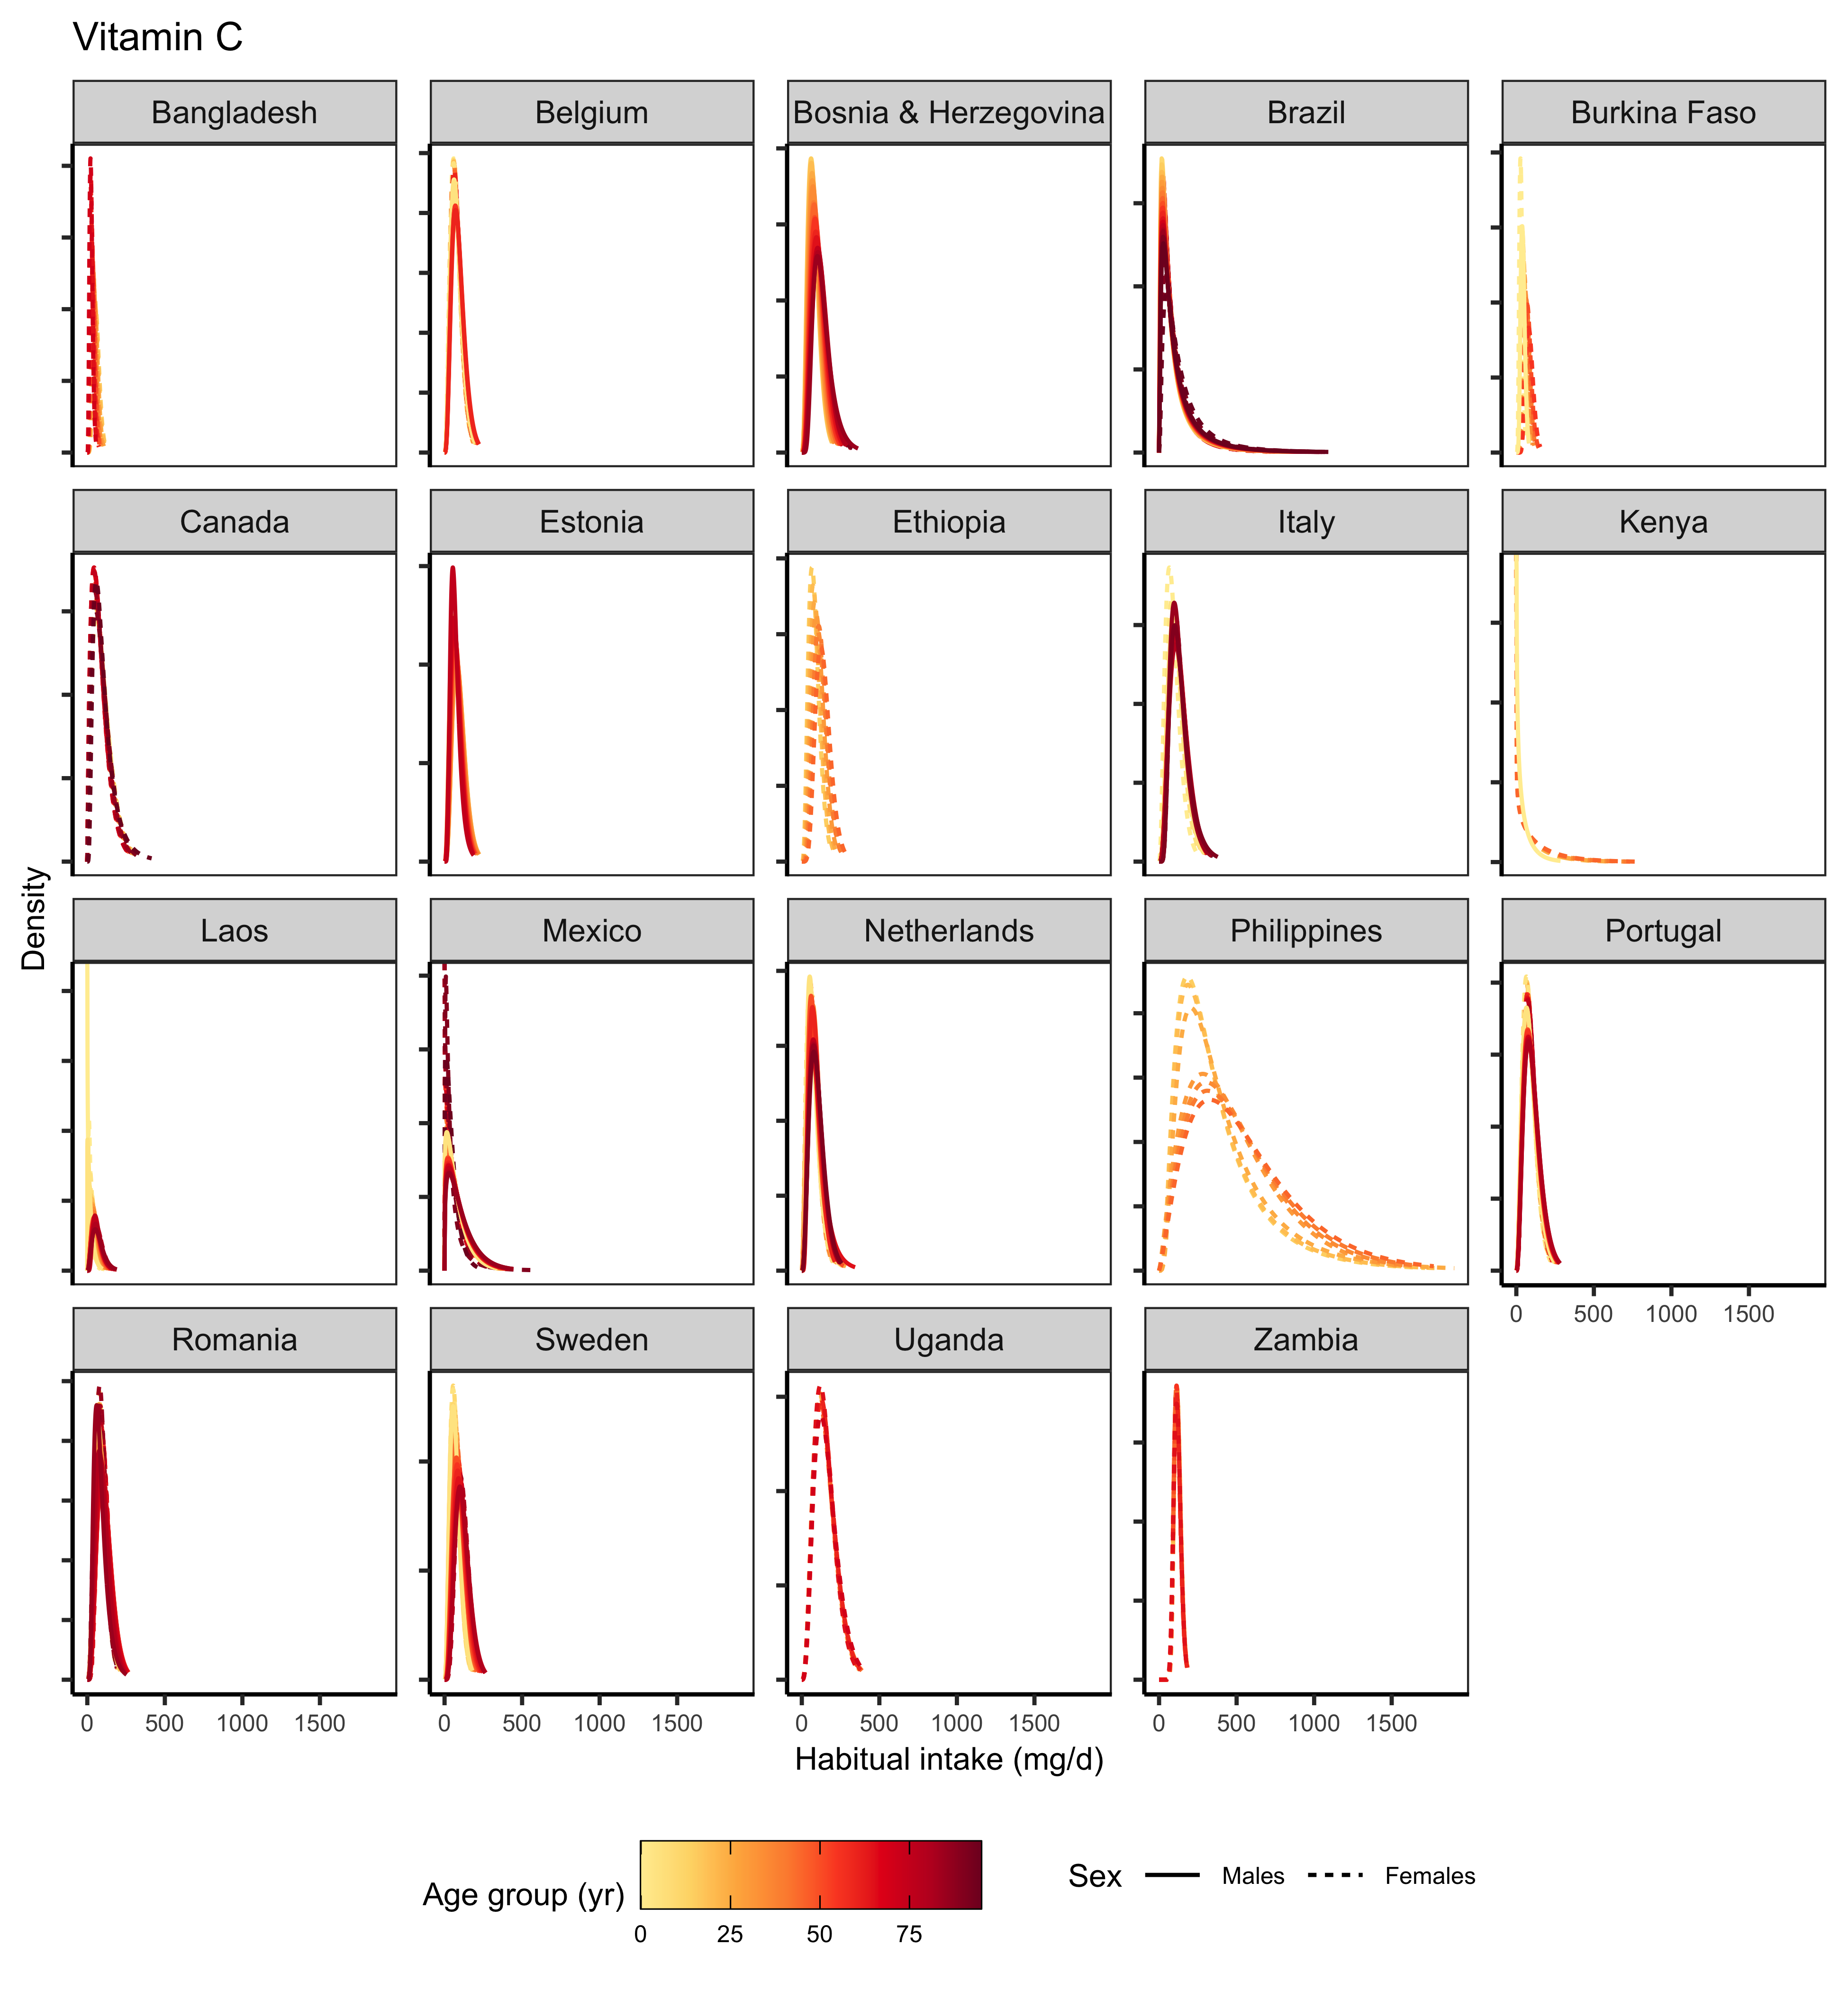 Vitamin C
Bangladesh
Belgium
Bosnia & Herzegovina
Brazil
Burkina Faso
Canada
Estonia
Ethiopia
Italy
Kenya
Density
Laos
Mexico
Netherlands
Philippines
Portugal
0 500 1000 1500
Romania
Sweden
Uganda
Zambia
0 500 1000 1500
0 500 1000 1500
0 500 1000 1500
0 500 1000 1500
Habitual intake (mg/d)
Age group (yr)
0 25 50 75
Sex Males Females